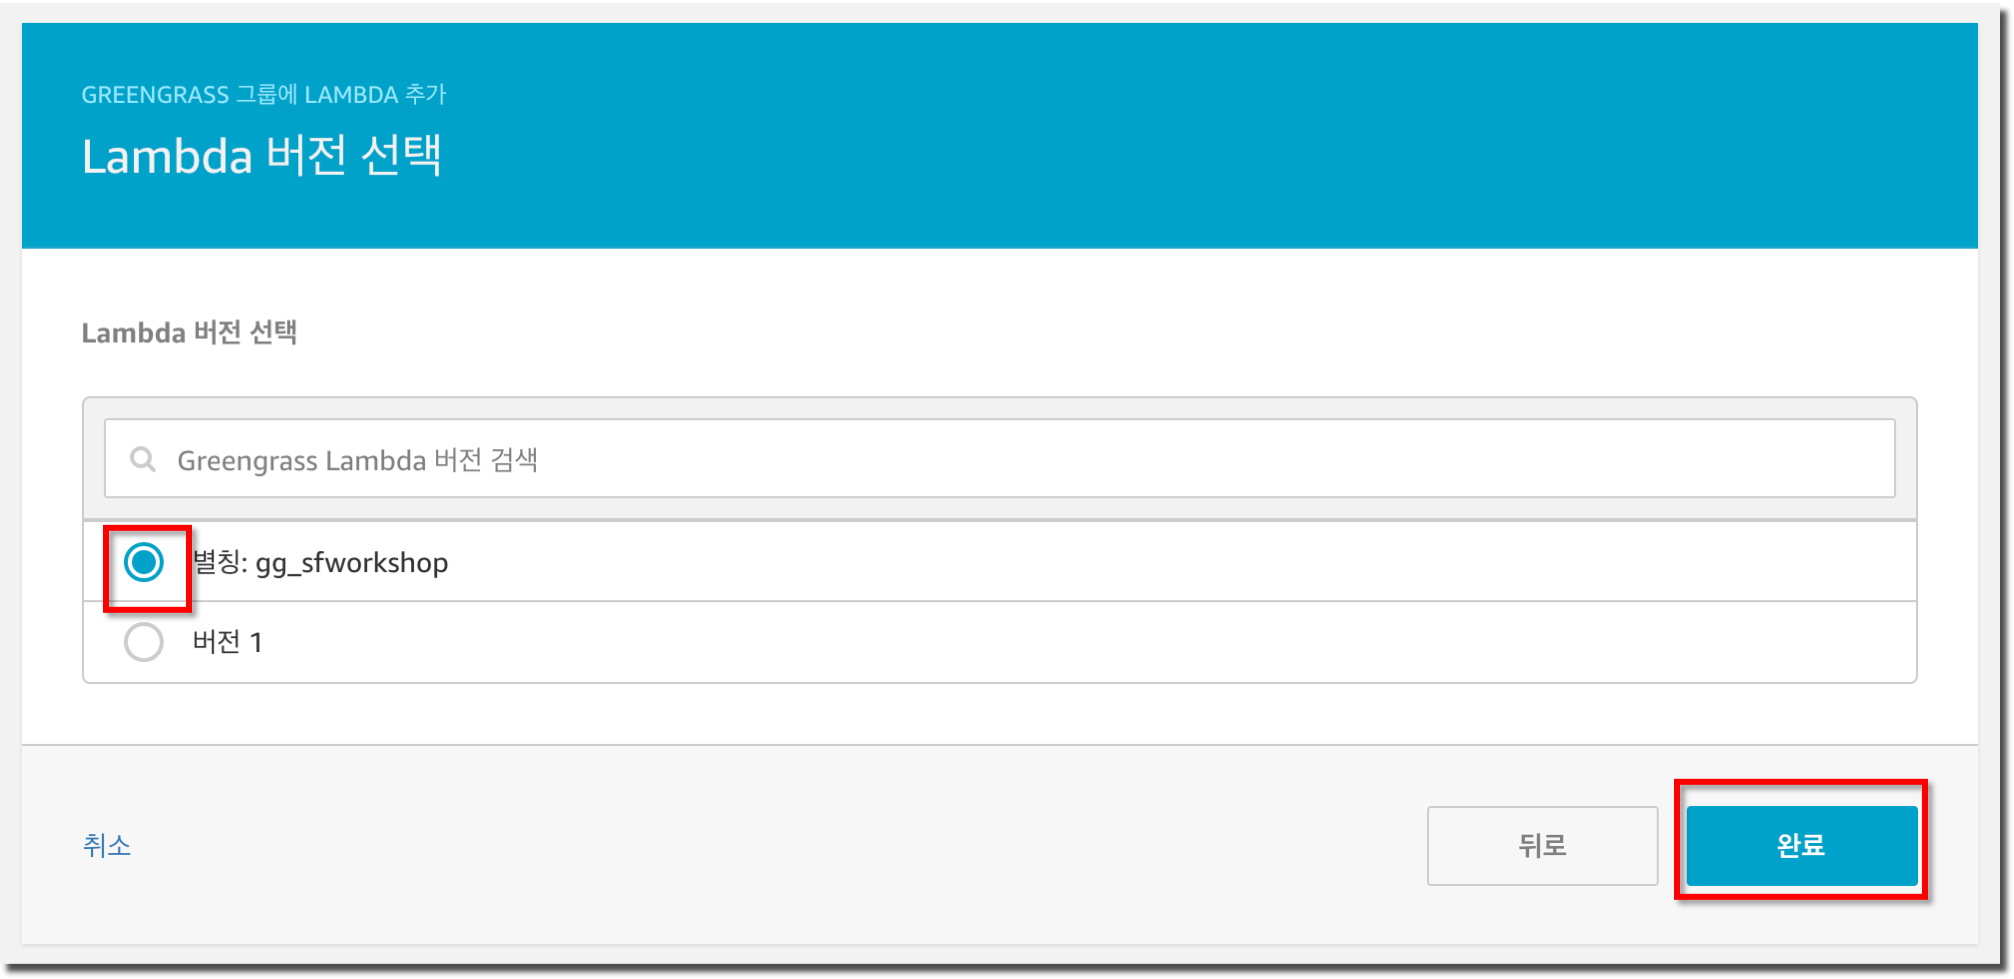 GREENGRASS 그룹에 LAMBDA 추가
Lambda 버전 선택
Lambda 버전 선택
Greengrass Lambda 버전 검색
별칭: gg_sfworkshop
버전 1
취소
뒤로
완료